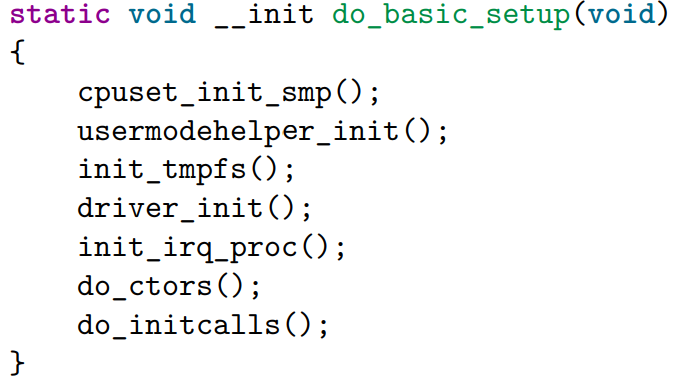 static void __init do_basic_setup(void)
{
    cpuset_init_smp();
    usermodehelper_init();
    init_tmpfs();
    driver_init();
    init_irq_proc();
    do_ctors();
    do_initcalls();
}